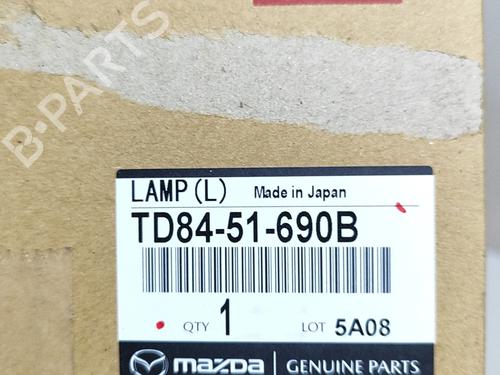 B-PARTS
LAMP(L) Made in Japan
TD84-51-690B
QTY 1 LOT 5A08
mazda GENUINE PARTS